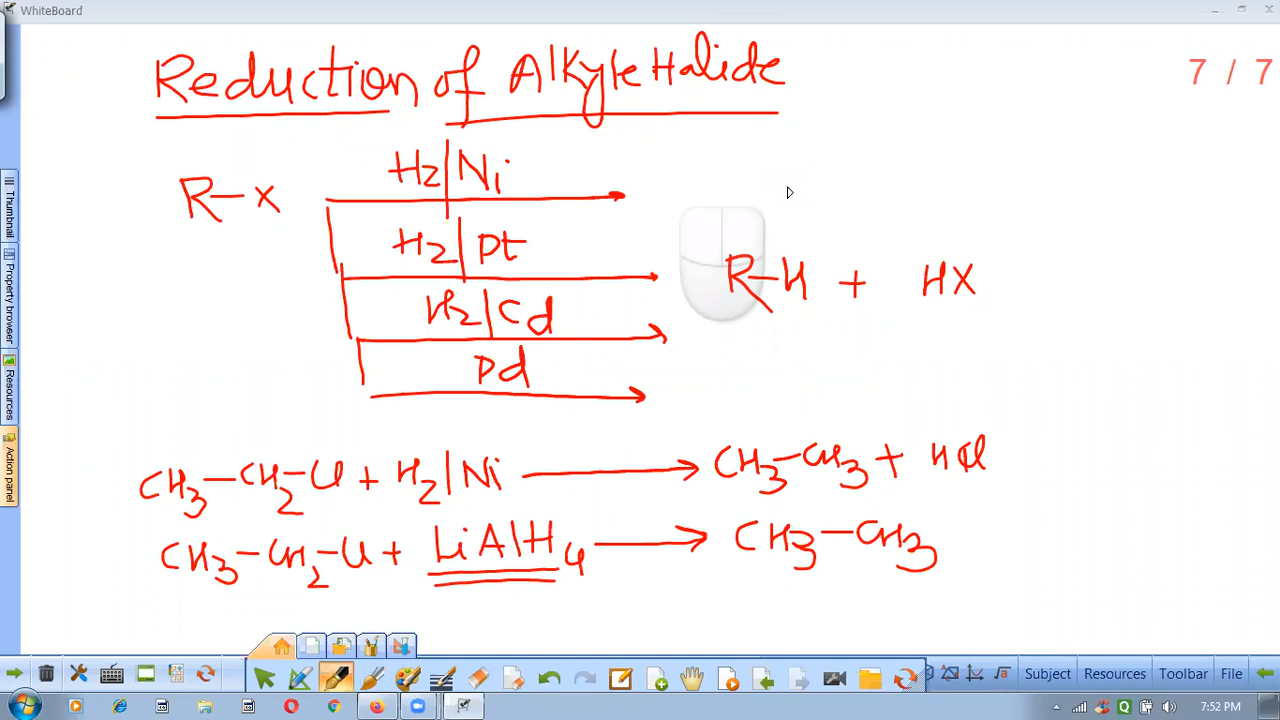 WhiteBoard
Reduction of Alkyle Halide
7 / 7
R-X
H2|Ni
H2|Pt
H2|Cd
Pd
R-H + HX
CH3-CH2-Cl + H2|Ni → CH3-CH3 + HCl
CH3-CH2-Cl + LiAlH4 → CH3-CH3
Thumbnail
Property browser
Resources
Action panel
Subject
Resources
Toolbar
File
7:52 PM